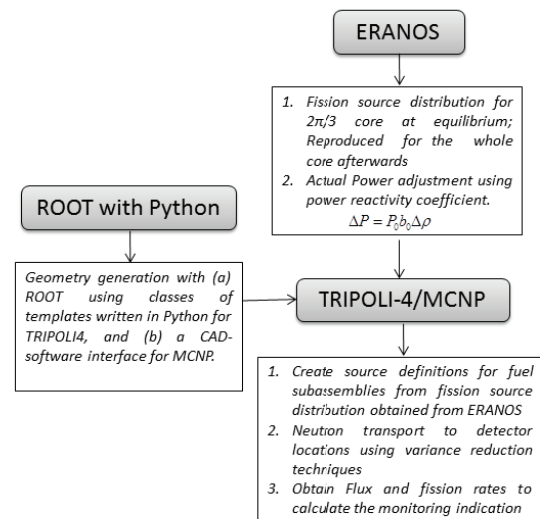 ERANOS
1. Fission source distribution for
2π/3 core at equilibrium;
Reproduced for the whole
core afterwards
2. Actual Power adjustment using
power reactivity coefficient.
ΔP = P₀b₀Δρ
ROOT with Python
Geometry generation with (a)
ROOT using classes of
templates written in Python for
TRIPOLI4, and (b) a CAD-
software interface for MCNP.
TRIPOLI-4/MCNP
1. Create source definitions for fuel
subassemblies from fission source
distribution obtained from ERANOS
2. Neutron transport to detector
locations using variance reduction
techniques
3. Obtain Flux and fission rates to
calculate the monitoring indication